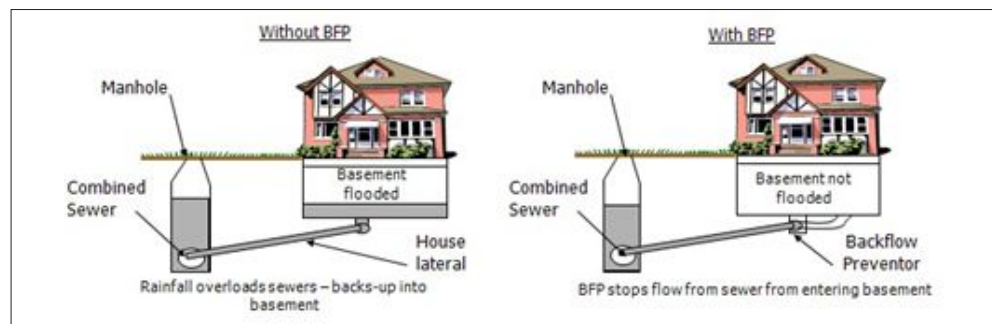 Without BFP
Manhole
Combined
Sewer
Basement
flooded
House
lateral
Rainfall overloads sewers – backs-up into
basement
With BFP
Manhole
Combined
Sewer
Basement not
flooded
Backflow
Preventor
BFP stops flow from sewer from entering basement